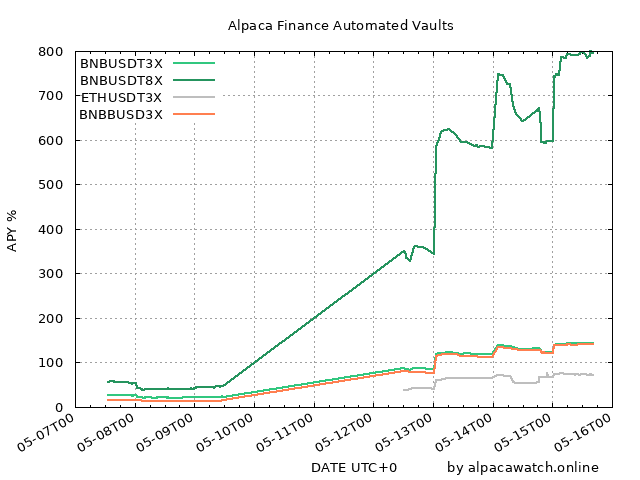 Alpaca Finance Automated Vaults
BNBUSDT3X
BNBUSDT8X
ETHUSDT3X
BNBBUSD3X
APY %
800
700
600
500
400
300
200
100
0
05-07T00
05-08T00
05-09T00
05-10T00
05-11T00
05-12T00
05-13T00
05-14T00
05-15T00
05-16T00
DATE UTC+0
by alpacawatch.online